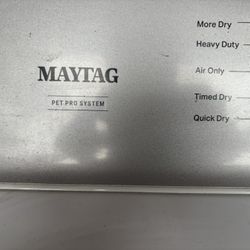 More Dry
Heavy Duty
MAYTAG
Air Only
PET PRO SYSTEM
Timed Dry
Quick Dry